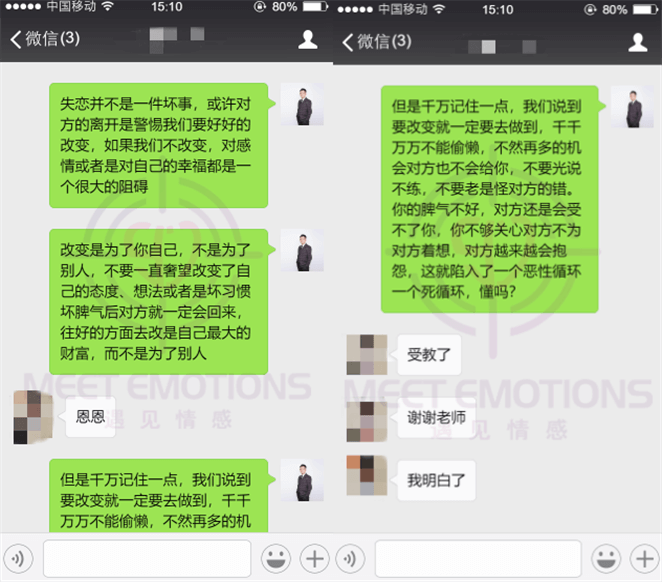 中国移动
15:10
80%
微信(3)
失恋并不是一件坏事，或许对
方的离开是警惕我们要好好的
改变，如果我们不改变，对感
情或者是对自己的幸福都是一
个很大的阻碍
改变是为了你自己，不是为了
别人，不要一直奢望改变了自
己的态度、想法或者是坏习惯
坏脾气后对方就一定会回来，
往好的方面去改是自己最大的
财富，而不是为了别人
恩恩
但是千万记住一点，我们说到
要改变就一定要去做到，千千
万万不能偷懒，不然再多的机
MEET EMOTIONS
遇见情感
中国移动
15:10
80%
微信(3)
但是千万记住一点，我们说到
要改变就一定要去做到，千千
万万不能偷懒，不然再多的机
会对方也不会给你，不要光说
不练，不要老是怪对方的错。
你的脾气不好，对方还是会受
不了你，你不够关心对方不为
对方着想，对方越来越会抱
怨，这就陷入了一个恶性循环
一个死循环，懂吗？
受教了
谢谢老师
我明白了
MEET EMOTIONS
遇见情感